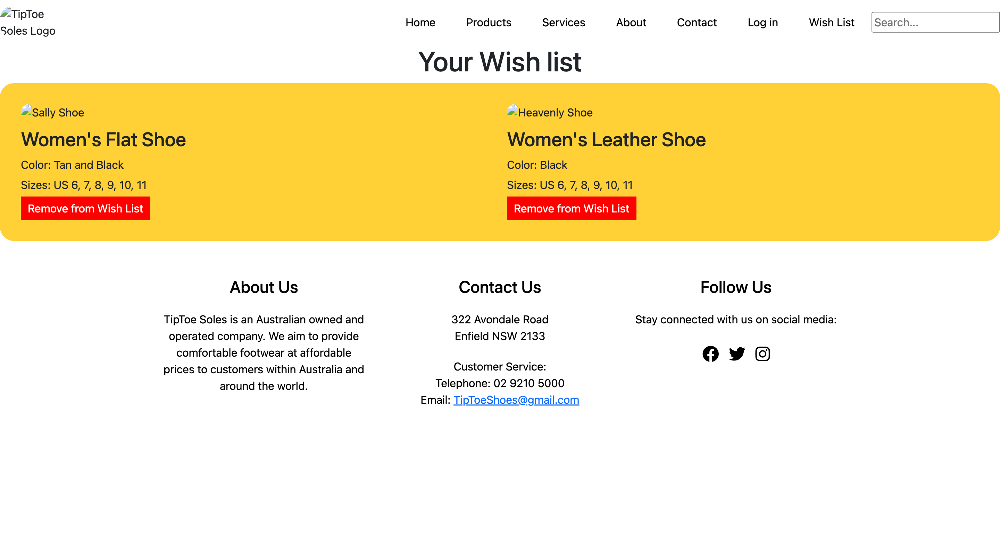 TipToe
Soles Logo
Home
Products
Services
About
Contact
Log in
Wish List
Search...
Your Wish list
Sally Shoe
Women's Flat Shoe
Color: Tan and Black
Sizes: US 6, 7, 8, 9, 10, 11
Remove from Wish List
Heavenly Shoe
Women's Leather Shoe
Color: Black
Sizes: US 6, 7, 8, 9, 10, 11
Remove from Wish List
About Us
TipToe Soles is an Australian owned and
operated company. We aim to provide
comfortable footwear at affordable
prices to customers within Australia and
around the world.
Contact Us
322 Avondale Road
Enfield NSW 2133
Customer Service:
Telephone: 02 9210 5000
Email: TipToeShoes@gmail.com
Follow Us
Stay connected with us on social media: